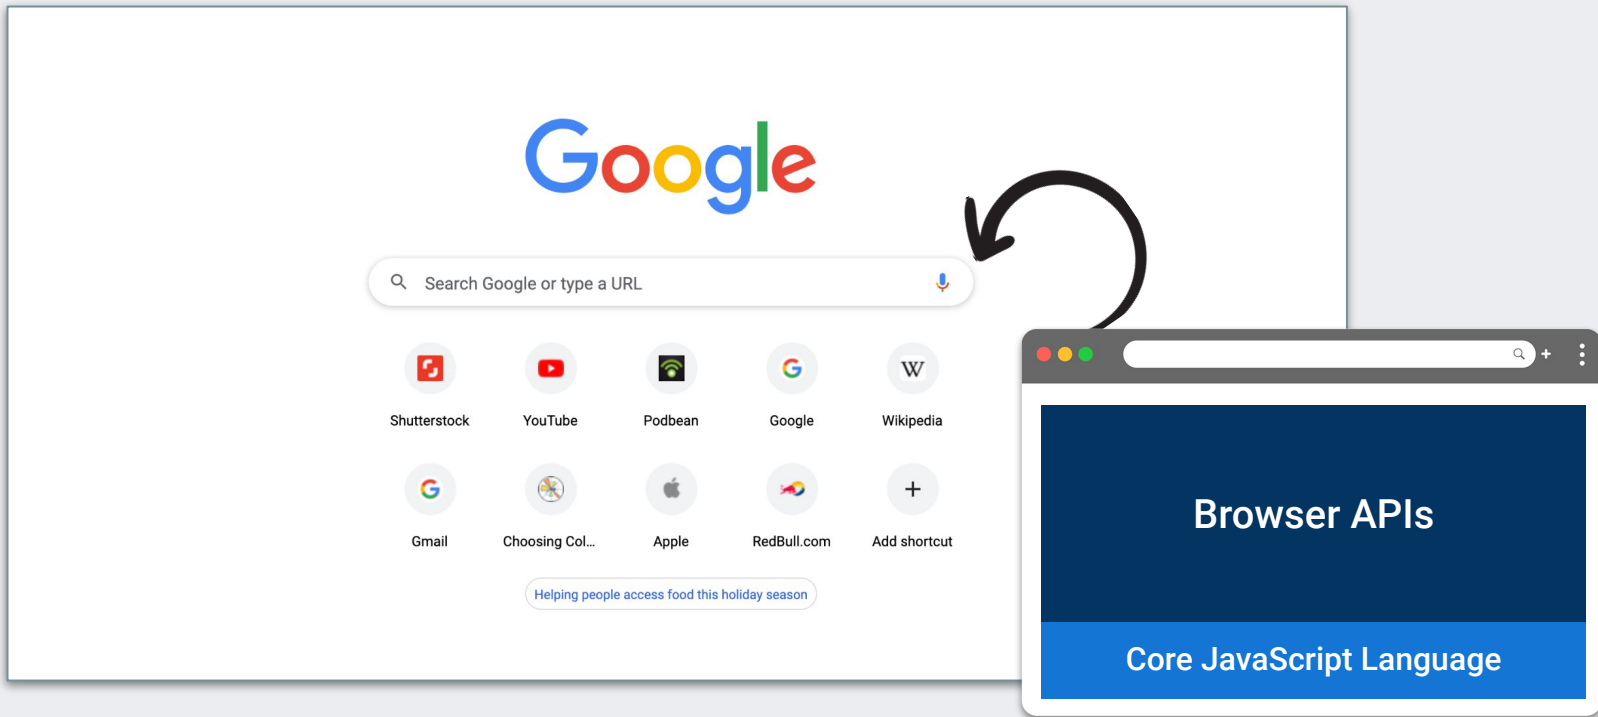 Google
Search Google or type a URL
Shutterstock
YouTube
Podbean
Google
Wikipedia
W
G
G
Gmail
Choosing Col...
Apple
RedBull.com
Add shortcut
Helping people access food this holiday season
Browser APIs
Core JavaScript Language